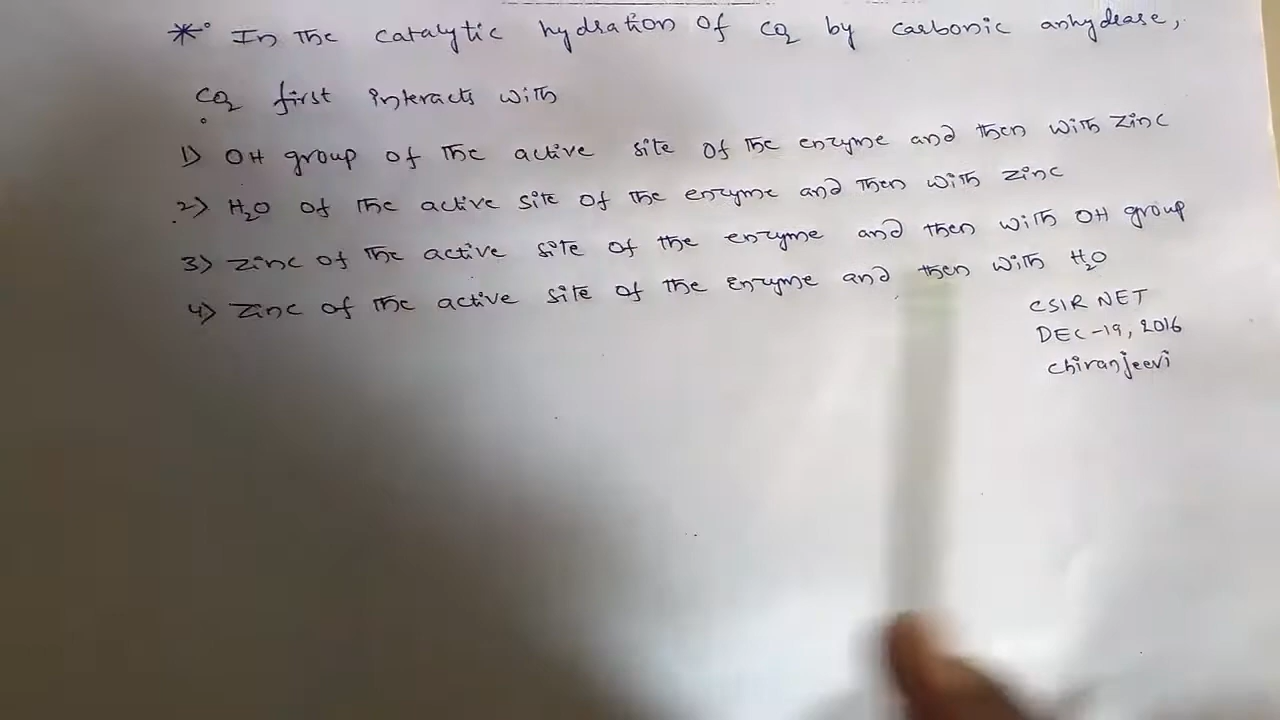 * In The catalytic hydration of CO2 by carbonic anhydrease,
CO2 first interacts with
1) OH group of The active site of The enzyme and then with zinc
2) H2O of The active site of The enzyme and then with zinc
3) zinc of The active site of the enzyme and then with OH group
4) zinc of The active site of the Enzyme and then with H2O
CSIR NET
DEC-19, 2016
chiranjeevi